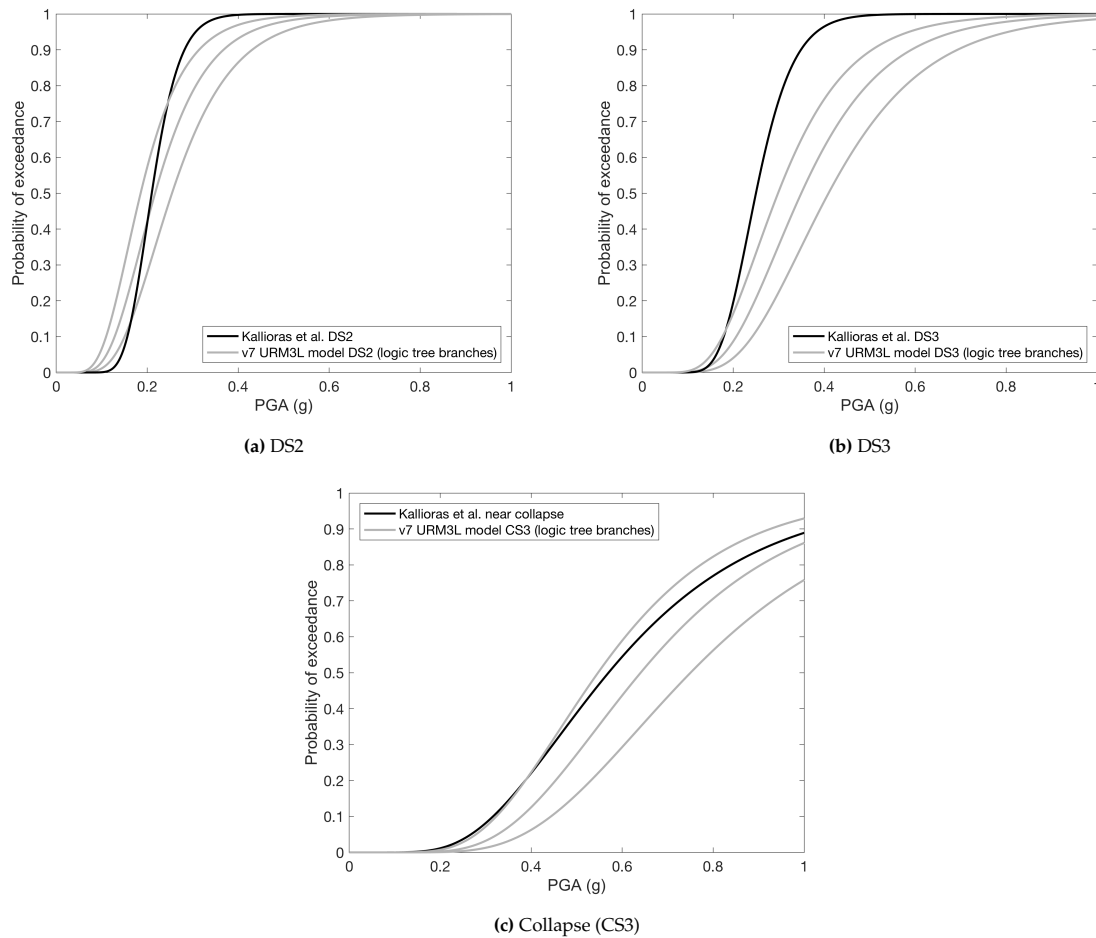 1
0.9
0.8
0.7
0.6
0.5
0.4
0.3
0.2
0.1
0
Probability of exceedance
Kallioras et al. DS2
v7 URM3L model DS2 (logic tree branches)
0 0.2 0.4 0.6 0.8 1
PGA (g)
(a) DS2
1
0.9
0.8
0.7
0.6
0.5
0.4
0.3
0.2
0.1
0
Probability of exceedance
Kallioras et al. DS3
v7 URM3L model DS3 (logic tree branches)
0 0.2 0.4 0.6 0.8 1
PGA (g)
(b) DS3
1
0.9
0.8
0.7
0.6
0.5
0.4
0.3
0.2
0.1
0
Probability of exceedance
Kallioras et al. near collapse
v7 URM3L model CS3 (logic tree branches)
0 0.2 0.4 0.6 0.8 1
PGA (g)
(c) Collapse (CS3)